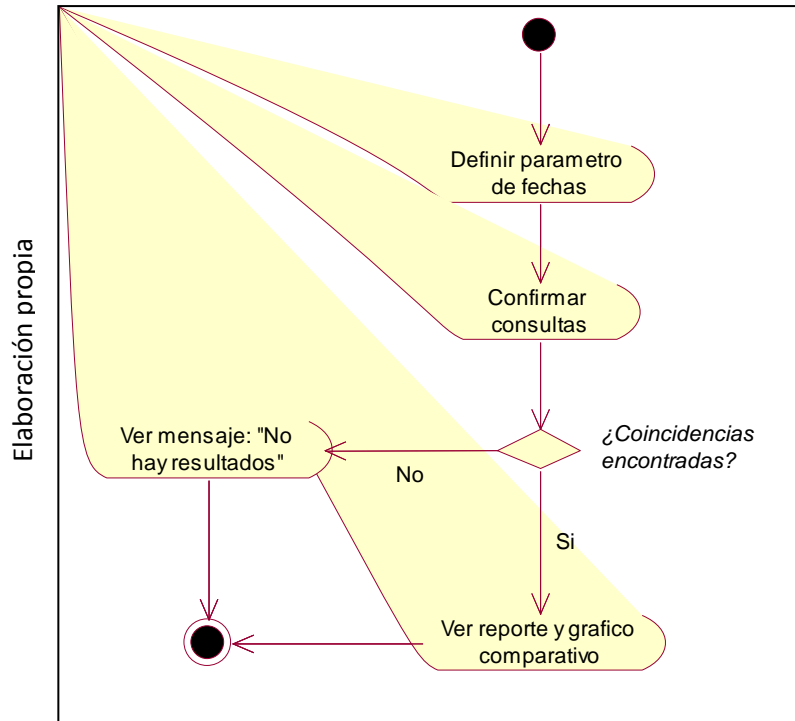 Definir parametro
de fechas
Confirmar
consultas
¿Coincidencias
encontradas?
No
Si
Ver mensaje: "No
hay resultados"
Ver reporte y grafico
comparativo
Elaboración propia